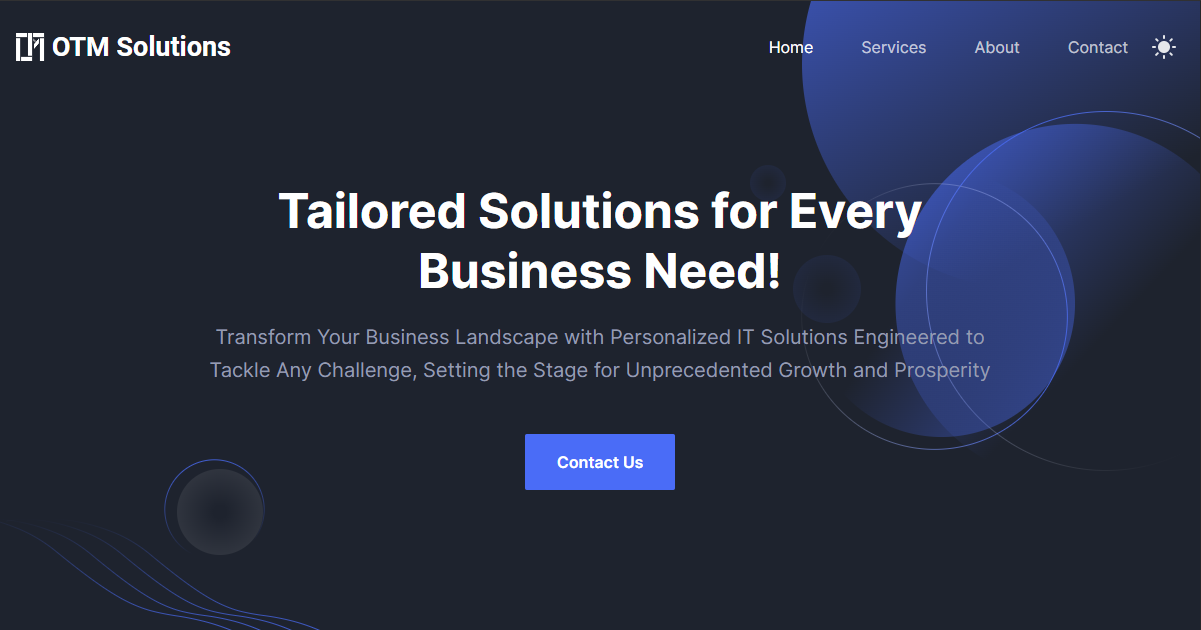 OTM Solutions
Home Services About Contact
Tailored Solutions for Every
Business Need!
Transform Your Business Landscape with Personalized IT Solutions Engineered to
Tackle Any Challenge, Setting the Stage for Unprecedented Growth and Prosperity
Contact Us